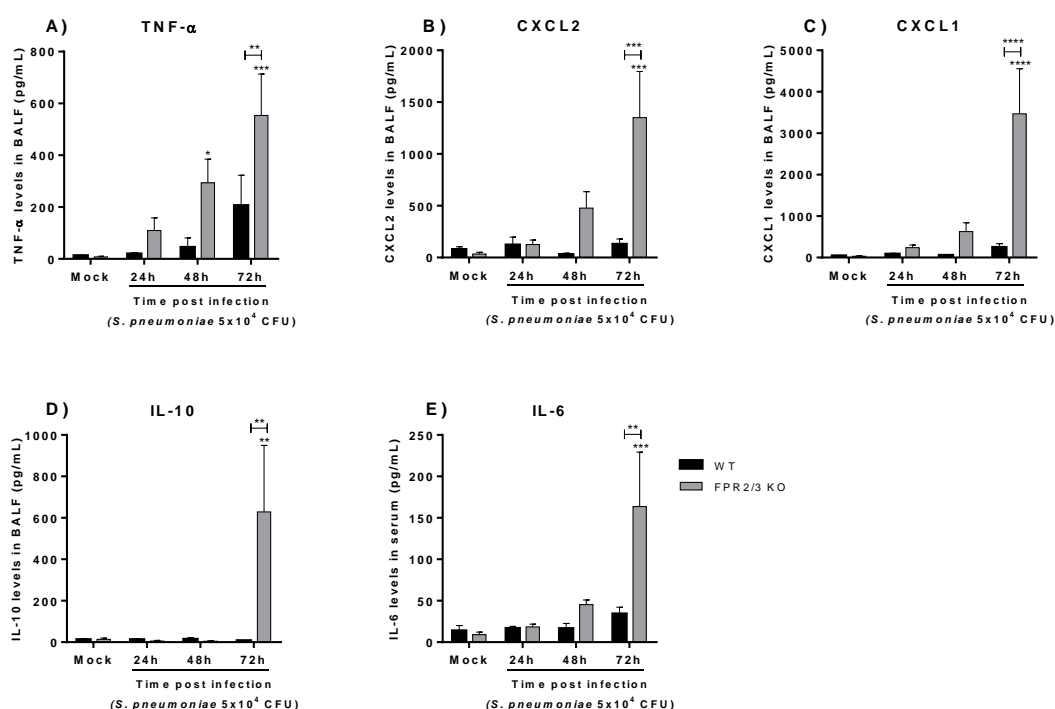 A) TNF-α
TNF-α levels in BALF (pg/mL)
800
600
400
200
0
**
***
*
Mock 24h 48h 72h
Time post infection
(S. pneumoniae 5x10⁴ CFU)
B) CXCL2
CXCL2 levels in BALF (pg/mL)
2000
1500
1000
500
0
***
***
Mock 24h 48h 72h
Time post infection
(S. pneumoniae 5x10⁴ CFU)
C) CXCL1
CXCL1 levels in BALF (pg/mL)
5000
4000
3000
2000
1000
0
****
****
Mock 24h 48h 72h
Time post infection
(S. pneumoniae 5x10⁴ CFU)
D) IL-10
IL-10 levels in BALF (pg/mL)
1000
800
600
400
200
0
**
**
Mock 24h 48h 72h
Time post infection
(S. pneumoniae 5x10⁴ CFU)
E) IL-6
IL-6 levels in serum (pg/mL)
250
200
150
100
50
0
**
***
Mock 24h 48h 72h
Time post infection
(S. pneumoniae 5x10⁴ CFU)
WT
FPR2/3 KO